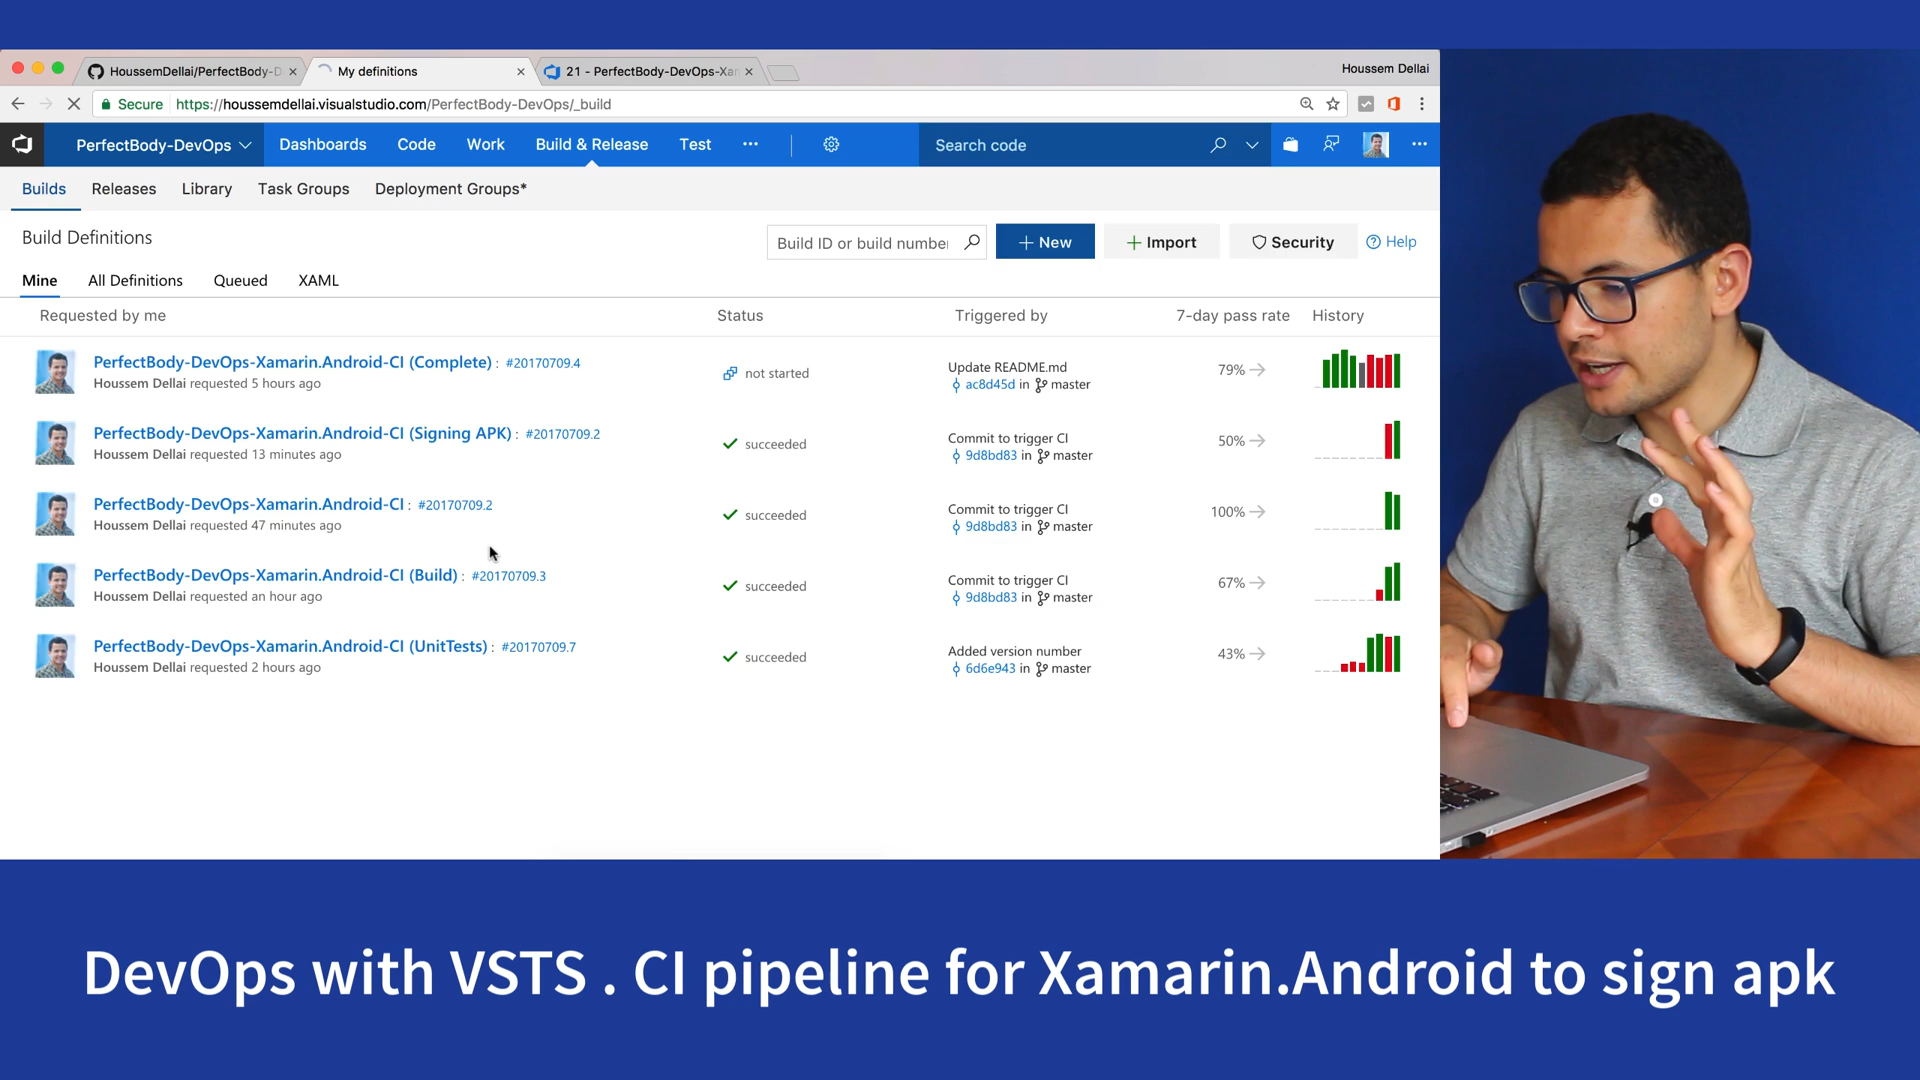 HoussemDellai/PerfectBody-D
My definitions
21 - PerfectBody-DevOps-Xar
Houssem Dellai
Secure https://houssemdellai.visualstudio.com/PerfectBody-DevOps/_build
PerfectBody-DevOps Dashboards Code Work Build & Release Test ··· Search code ···
Builds Releases Library Task Groups Deployment Groups*
Build Definitions
Build ID or build number
+ New
+ Import
Security
Help
Mine All Definitions Queued XAML
Requested by me Status Triggered by 7-day pass rate History
PerfectBody-DevOps-Xamarin.Android-CI (Complete) : #20170709.4
Houssem Dellai requested 5 hours ago
not started
Update README.md
ac8d45d in master
79%
PerfectBody-DevOps-Xamarin.Android-CI (Signing APK) : #20170709.2
Houssem Dellai requested 13 minutes ago
succeeded
Commit to trigger CI
9d8bd83 in master
50%
PerfectBody-DevOps-Xamarin.Android-CI : #20170709.2
Houssem Dellai requested 47 minutes ago
succeeded
Commit to trigger CI
9d8bd83 in master
100%
PerfectBody-DevOps-Xamarin.Android-CI (Build) : #20170709.3
Houssem Dellai requested an hour ago
succeeded
Commit to trigger CI
9d8bd83 in master
67%
PerfectBody-DevOps-Xamarin.Android-CI (UnitTests) : #20170709.7
Houssem Dellai requested 2 hours ago
succeeded
Added version number
6d6e943 in master
43%
DevOps with VSTS . CI pipeline for Xamarin.Android to sign apk